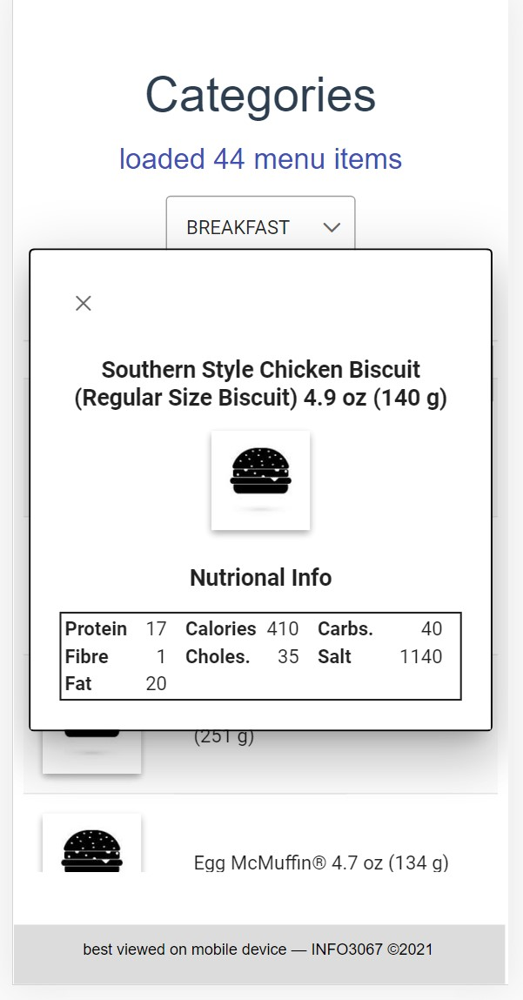 Categories
loaded 44 menu items
BREAKFAST
Southern Style Chicken Biscuit
(Regular Size Biscuit) 4.9 oz (140 g)
Nutrional Info
Protein 17 Calories 410 Carbs. 40
Fibre 1 Choles. 35 Salt 1140
Fat 20
(251 g)
Egg McMuffin® 4.7 oz (134 g)
best viewed on mobile device — INFO3067 ©2021